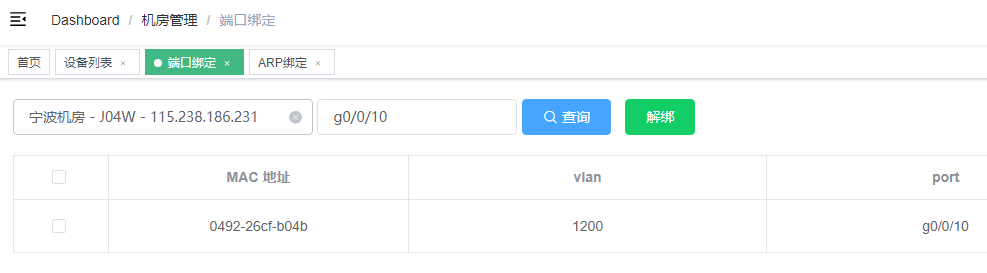 Dashboard / 机房管理 / 端口绑定
首页 设备列表 × 端口绑定 × ARP绑定 ×
宁波机房 - J04W - 115.238.186.231 g0/0/10 查询 解绑
MAC 地址 vlan port
0492-26cf-b04b 1200 g0/0/10